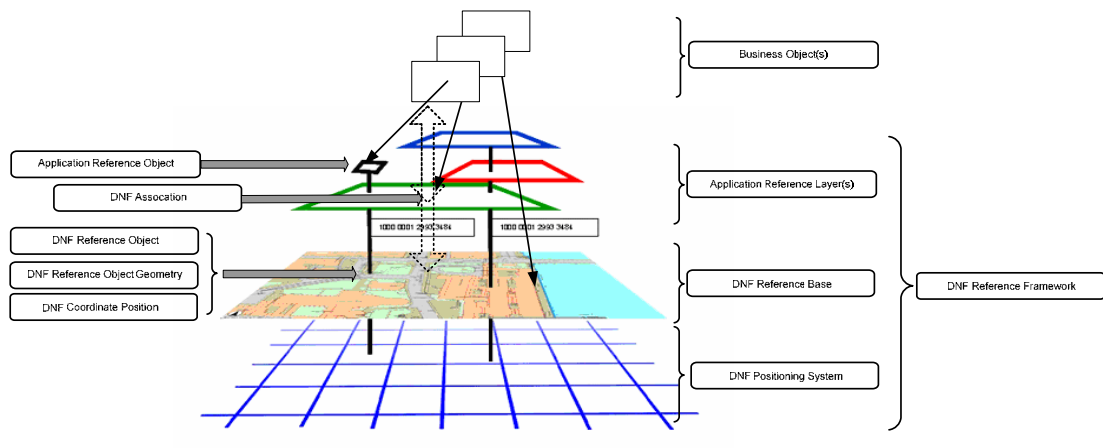 Business Object(s)
Application Reference Object
DNF Assocation
Application Reference Layer(s)
1000 0001 2993 3484
1000 0001 2993 3484
DNF Reference Object
DNF Reference Object Geometry
DNF Coordinate Position
DNF Reference Base
DNF Reference Framework
DNF Positioning System